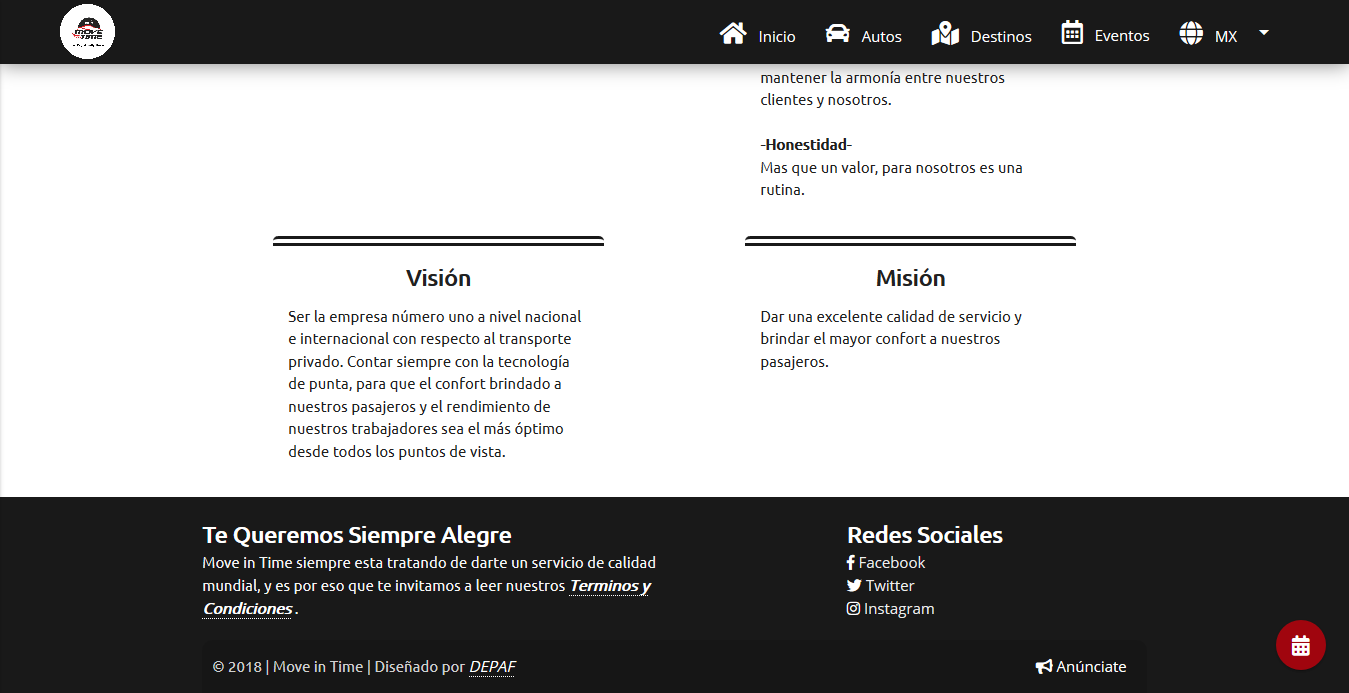 MOVE
Inicio
Autos
Destinos
Eventos
MX
mantener la armonía entre nuestros
clientes y nosotros.
-Honestidad-
Mas que un valor, para nosotros es una
rutina.
Visión
Ser la empresa número uno a nivel nacional
e internacional con respecto al transporte
privado. Contar siempre con la tecnología
de punta, para que el confort brindado a
nuestros pasajeros y el rendimiento de
nuestros trabajadores sea el más óptimo
desde todos los puntos de vista.
Misión
Dar una excelente calidad de servicio y
brindar el mayor confort a nuestros
pasajeros.
Te Queremos Siempre Alegre
Move in Time siempre esta tratando de darte un servicio de calidad
mundial, y es por eso que te invitamos a leer nuestros Terminos y
Condiciones .
Redes Sociales
Facebook
Twitter
Instagram
© 2018 | Move in Time | Diseñado por DEPAF
Anúnciate